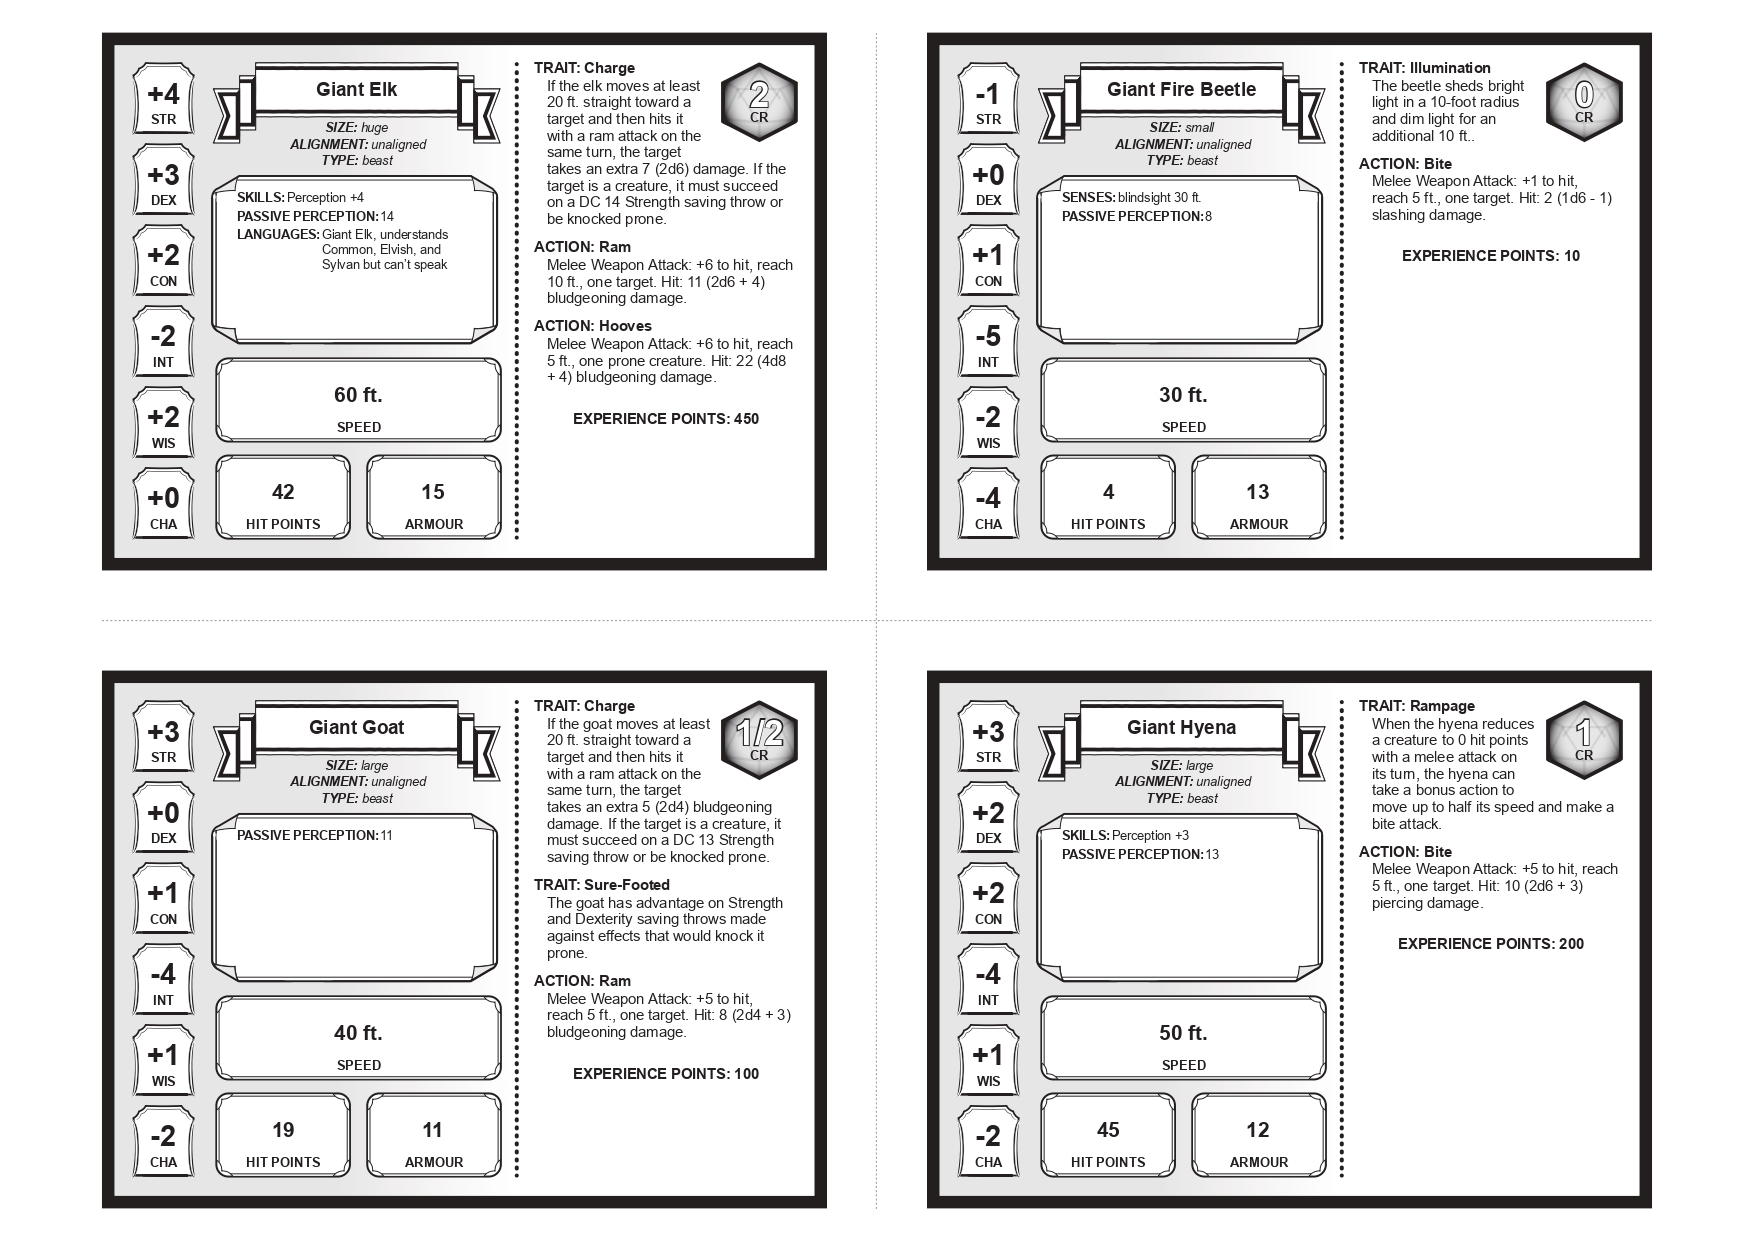 +4
STR
+3
DEX
+2
CON
-2
INT
+2
WIS
+0
CHA
Giant Elk
SIZE: huge
ALIGNMENT: unaligned
TYPE: beast
SKILLS: Perception +4
PASSIVE PERCEPTION: 14
LANGUAGES: Giant Elk, understands
Common, Elvish, and
Sylvan but can't speak
60 ft.
SPEED
42
HIT POINTS
15
ARMOUR
TRAIT: Charge
If the elk moves at least
20 ft. straight toward a
target and then hits it
with a ram attack on the
same turn, the target
takes an extra 7 (2d6) damage. If the
target is a creature, it must succeed
on a DC 14 Strength saving throw or
be knocked prone.
2
CR
ACTION: Ram
Melee Weapon Attack: +6 to hit, reach
10 ft., one target. Hit: 11 (2d6 + 4)
bludgeoning damage.
ACTION: Hooves
Melee Weapon Attack: +6 to hit, reach
5 ft., one prone creature. Hit: 22 (4d8
+ 4) bludgeoning damage.
EXPERIENCE POINTS: 450
-1
STR
+0
DEX
+1
CON
-5
INT
-2
WIS
-4
CHA
Giant Fire Beetle
SIZE: small
ALIGNMENT: unaligned
TYPE: beast
SENSES: blindsight 30 ft.
PASSIVE PERCEPTION: 8
30 ft.
SPEED
4
HIT POINTS
13
ARMOUR
TRAIT: Illumination
The beetle sheds bright
light in a 10-foot radius
and dim light for an
additional 10 ft..
0
CR
ACTION: Bite
Melee Weapon Attack: +1 to hit,
reach 5 ft., one target. Hit: 2 (1d6 - 1)
slashing damage.
EXPERIENCE POINTS: 10
+3
STR
+0
DEX
+1
CON
-4
INT
+1
WIS
-2
CHA
Giant Goat
SIZE: large
ALIGNMENT: unaligned
TYPE: beast
PASSIVE PERCEPTION: 11
40 ft.
SPEED
19
HIT POINTS
11
ARMOUR
TRAIT: Charge
If the goat moves at least
20 ft. straight toward a
target and then hits it
with a ram attack on the
same turn, the target
takes an extra 5 (2d4) bludgeoning
damage. If the target is a creature, it
must succeed on a DC 13 Strength
saving throw or be knocked prone.
1/2
CR
TRAIT: Sure-Footed
The goat has advantage on Strength
and Dexterity saving throws made
against effects that would knock it
prone.
ACTION: Ram
Melee Weapon Attack: +5 to hit,
reach 5 ft., one target. Hit: 8 (2d4 + 3)
bludgeoning damage.
EXPERIENCE POINTS: 100
+3
STR
+2
DEX
+2
CON
-4
INT
+1
WIS
-2
CHA
Giant Hyena
SIZE: large
ALIGNMENT: unaligned
TYPE: beast
SKILLS: Perception +3
PASSIVE PERCEPTION: 13
50 ft.
SPEED
45
HIT POINTS
12
ARMOUR
TRAIT: Rampage
When the hyena reduces
a creature to 0 hit points
with a melee attack on
its turn, the hyena can
take a bonus action to
move up to half its speed and make a
bite attack.
1
CR
ACTION: Bite
Melee Weapon Attack: +5 to hit, reach
5 ft., one target. Hit: 10 (2d6 + 3)
piercing damage.
EXPERIENCE POINTS: 200